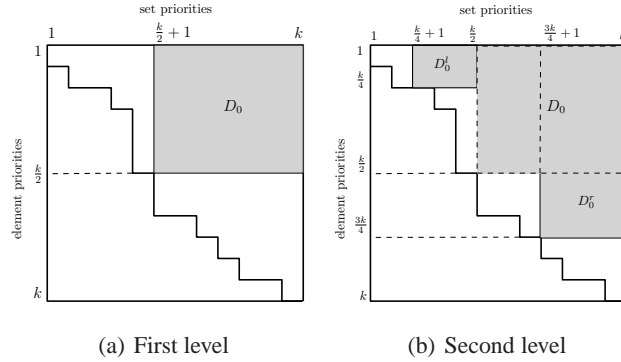 set priorities
1 k/2 + 1 k
1
D_0
element priorities
k/2
k
(a) First level
set priorities
1 k/4 + 1 k/2 3k/4 + 1
1
D_0^l
k/4
D_0
element priorities
k/2
D_0^r
3k/4
k
(b) Second level